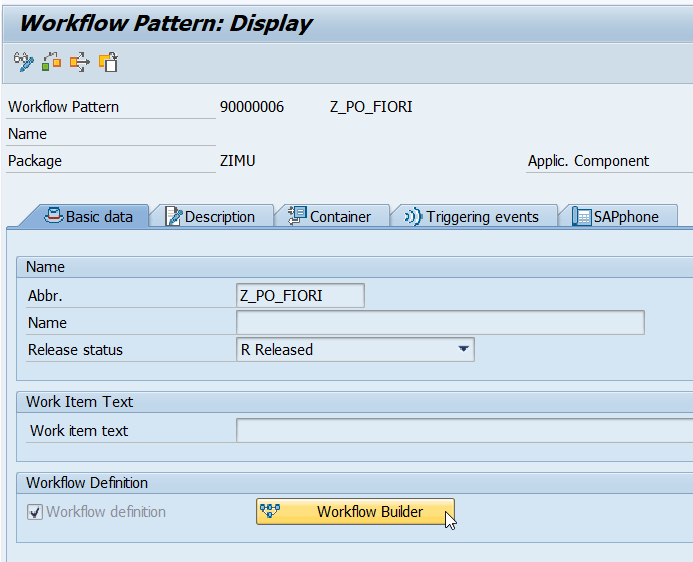 Workflow Pattern: Display
Workflow Pattern 90000006 Z_PO_FIORI
Name
Package ZIMU Applic. Component
Basic data Description Container Triggering events SAPphone
Name
Abbr. Z_PO_FIORI
Name
Release status R Released
Work Item Text
Work item text
Workflow Definition
Workflow definition Workflow Builder